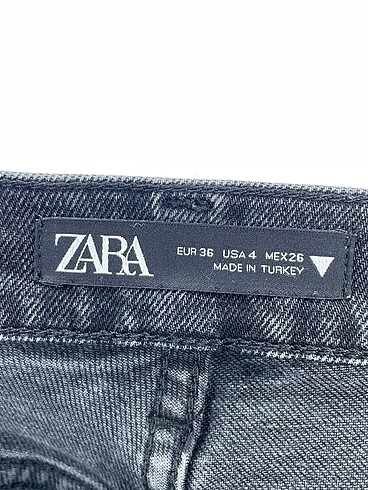 ZARA
EUR 36 USA 4 MEX 26
MADE IN TURKEY